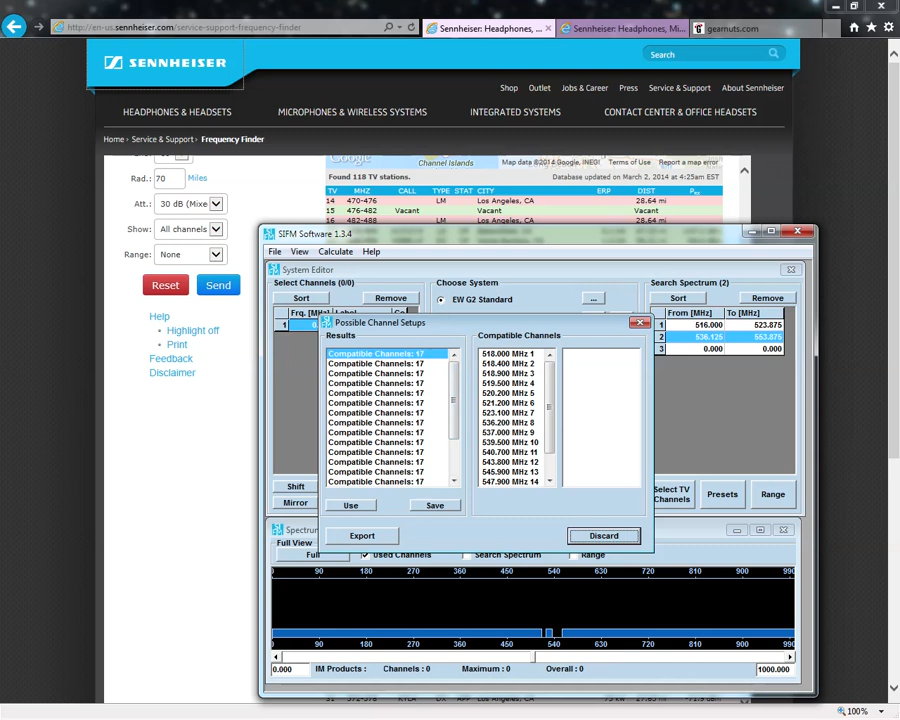 http://en-us.sennheiser.com/service-support-frequency-finder
Sennheiser: Headphones, ...
Sennheiser: Headphones, Mi...
gearnuts.com
SENNHEISER
Search
Shop Outlet Jobs & Career Press Service & Support About Sennheiser
HEADPHONES & HEADSETS MICROPHONES & WIRELESS SYSTEMS INTEGRATED SYSTEMS CONTACT CENTER & OFFICE HEADSETS
Home › Service & Support › Frequency Finder
Rad.: 70 Miles
Att.: 30 dB (Mixe
Show: All channels
Range: None
Reset Send
Help
Highlight off
Print
Feedback
Disclaimer
Google Channel Islands Map data ©2014 Google, INEGI Terms of Use Report a map error
Found 118 TV stations. Database updated on March 2, 2014 at 4:25am EST
TV MHZ CALL TYPE STAT CITY ERP DIST
14 470-476 LM Los Angeles, CA 28.64 mi
15 476-482 Vacant Vacant Vacant
16 482-488 LM Los Angeles, CA 28.64 mi
SIFM Software 1.3.4
File View Calculate Help
System Editor
Select Channels (0/0)
Sort Remove
Frq. [MHz] Label Co
1 0.
Choose System
EW G2 Standard
...
Search Spectrum (2)
Sort Remove
From [MHz] To [MHz]
1 516.000 523.875
2 536.125 553.875
3 0.000 0.000
Shift
Mirror
Select TV Channels
Presets
Range
Possible Channel Setups
Results
Compatible Channels: 17
Compatible Channels: 17
Compatible Channels: 17
Compatible Channels: 17
Compatible Channels: 17
Compatible Channels: 17
Compatible Channels: 17
Compatible Channels: 17
Compatible Channels: 17
Compatible Channels: 17
Compatible Channels: 17
Compatible Channels: 17
Compatible Channels: 17
Compatible Channels: 17
Compatible Channels
518.000 MHz 1
518.400 MHz 2
518.900 MHz 3
519.500 MHz 4
520.200 MHz 5
521.200 MHz 6
523.100 MHz 7
536.200 MHz 8
537.000 MHz 9
539.500 MHz 10
540.700 MHz 11
543.800 MHz 12
545.900 MHz 13
547.900 MHz 14
Use Save
Export Discard
Spectrum
Full View
Full Used Channels Search Spectrum Range
0 90 180 270 360 450 540 630 720 810 900 990
0 90 180 270 360 450 540 630 720 810 900 990
0.000 IM Products : Channels : 0 Maximum : 0 Overall : 0 1000.000
100%